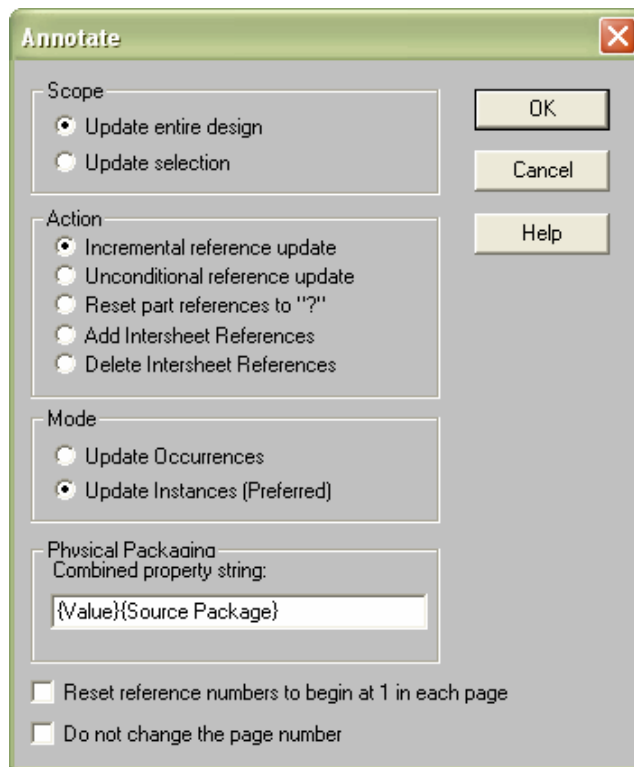 Annotate
Scope
Update entire design
Update selection
OK
Cancel
Help
Action
Incremental reference update
Unconditional reference update
Reset part references to "?"
Add Intersheet References
Delete Intersheet References
Mode
Update Occurrences
Update Instances (Preferred)
Physical Packaging
Combined property string:
{Value}{Source Package}
Reset reference numbers to begin at 1 in each page
Do not change the page number